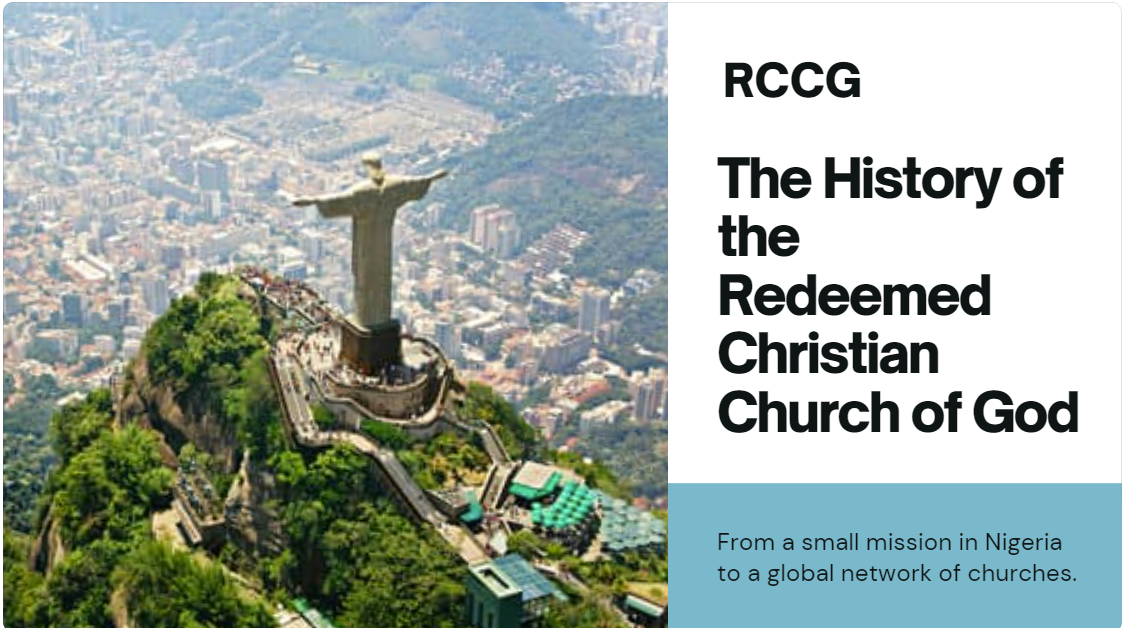 RCCG
The History of
the
Redeemed
Christian
Church of God
From a small mission in Nigeria
to a global network of churches.